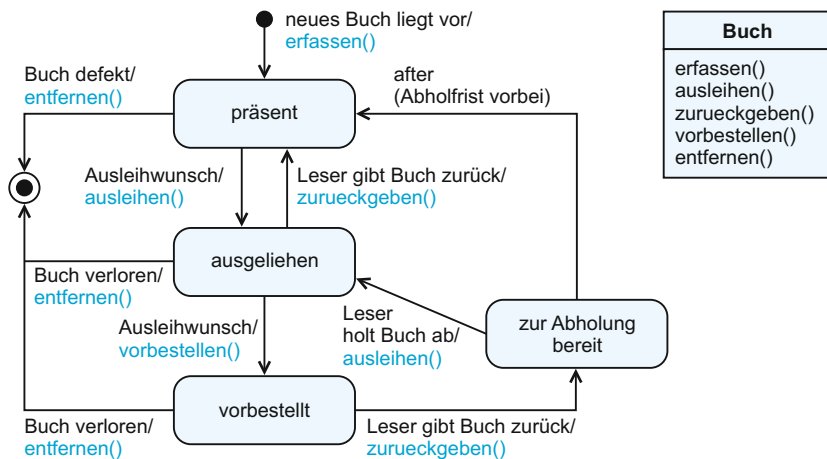 neues Buch liegt vor/
erfassen()
Buch
erfassen()
ausleihen()
zurueckgeben()
vorbestellen()
entfernen()
Buch defekt/
entfernen()
after
(Abholfrist vorbei)
präsent
Ausleihwunsch/
ausleihen()
Leser gibt Buch zurück/
zurueckgeben()
ausgeliehen
Buch verloren/
entfernen()
Ausleihwunsch/
vorbestellen()
Leser
holt Buch ab/
ausleihen()
zur Abholung
bereit
vorbestellt
Buch verloren/
entfernen()
Leser gibt Buch zurück/
zurueckgeben()